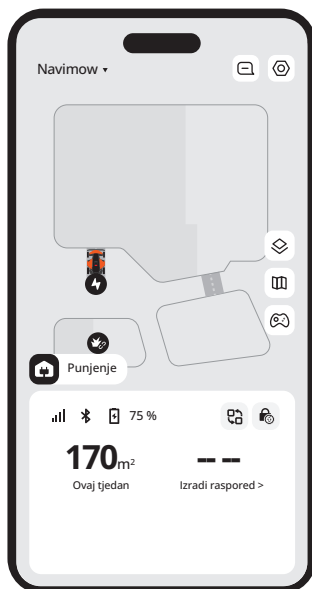 Navimow
Punjenje
75 %
170m²
-- --
Ovaj tjedan
Izradi raspored >